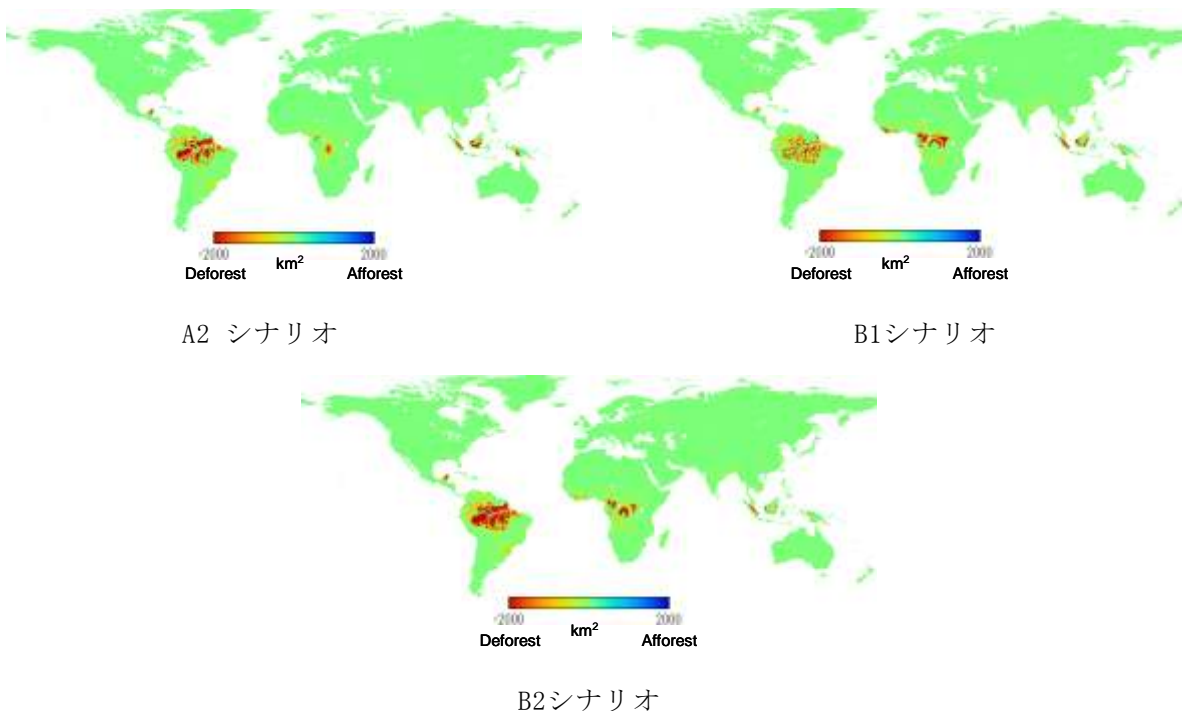 -2000 2000
km²
Deforest Afforest
A2 シナリオ
-2000 2000
km²
Deforest Afforest
B1シナリオ
-2000 2000
km²
Deforest Afforest
B2シナリオ